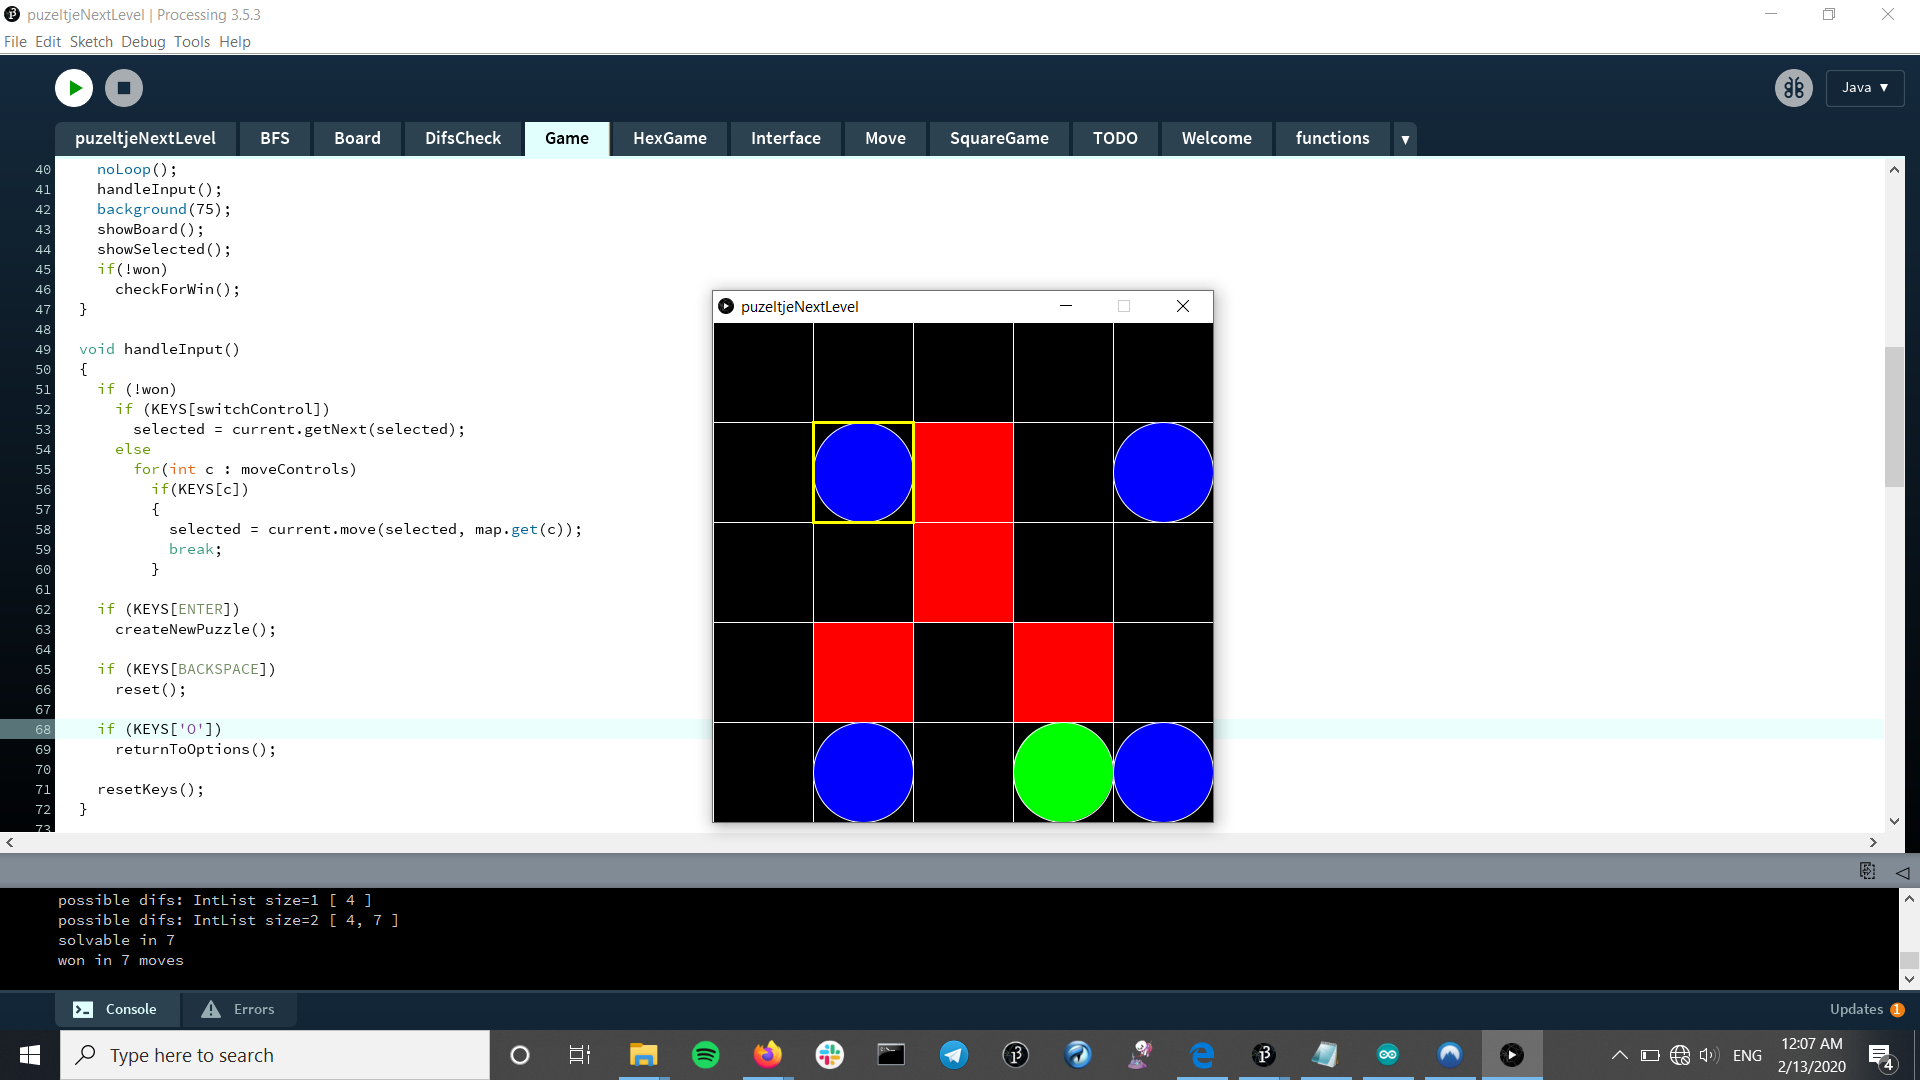 puzeltjeNextLevel | Processing 3.5.3
File Edit Sketch Debug Tools Help
Java ▼
puzeltjeNextLevel BFS Board DifsCheck Game HexGame Interface Move SquareGame TODO Welcome functions ▼
40 noLoop();
41 handleInput();
42 background(75);
43 showBoard();
44 showSelected();
45 if(!won)
46 checkForWin();
47 }
48
49 void handleInput()
50 {
51 if (!won)
52 if (KEYS[switchControl])
53 selected = current.getNext(selected);
54 else
55 for(int c : moveControls)
56 if(KEYS[c])
57 {
58 selected = current.move(selected, map.get(c));
59 break;
60 }
61
62 if (KEYS[ENTER])
63 createNewPuzzle();
64
65 if (KEYS[BACKSPACE])
66 reset();
67
68 if (KEYS['O'])
69 returnToOptions();
70
71 resetKeys();
72 }
73
puzeltjeNextLevel
possible difs: IntList size=1 [ 4 ]
possible difs: IntList size=2 [ 4, 7 ]
solvable in 7
won in 7 moves
Console Errors
Updates 1
Type here to search
ENG
12:07 AM
2/13/2020
4